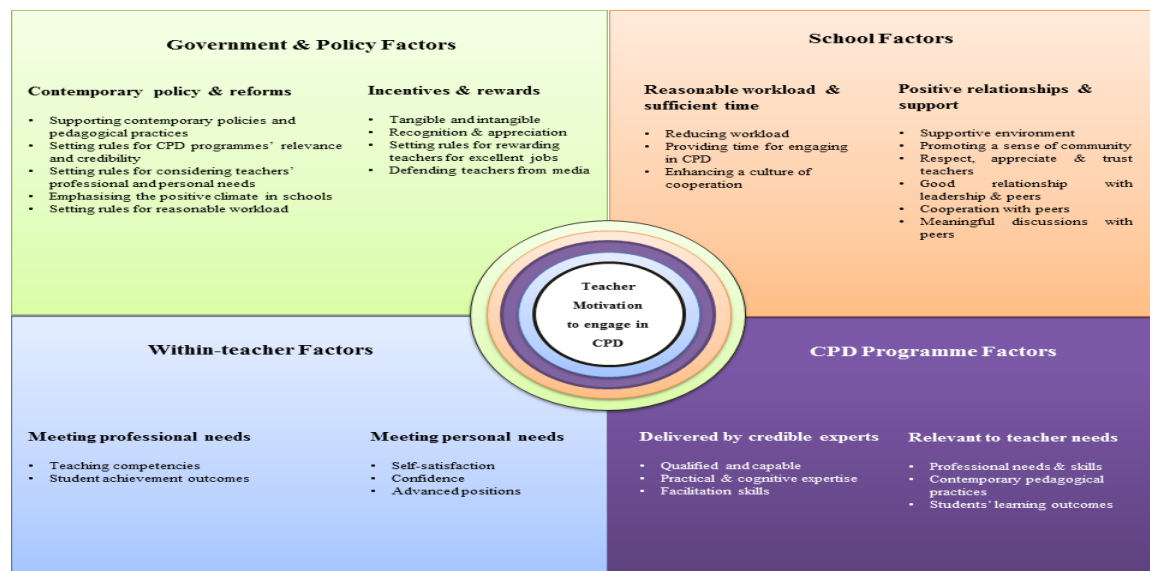 Government & Policy Factors
Contemporary policy & reforms
• Supporting contemporary policies and
pedagogical practices
• Setting rules for CPD programmes’ relevance
and credibility
• Setting rules for considering teachers’
professional and personal needs
• Emphasising the positive climate in schools
• Setting rules for reasonable workload
Incentives & rewards
• Tangible and intangible
• Recognition & appreciation
• Setting rules for rewarding
teachers for excellent jobs
• Defending teachers from media
School Factors
Reasonable workload &
sufficient time
• Reducing workload
• Providing time for engaging
in CPD
• Enhancing a culture of
cooperation
Positive relationships &
support
• Supportive environment
• Promoting a sense of community
• Respect, appreciate & trust
teachers
• Good relationship with
leadership & peers
• Cooperation with peers
• Meaningful discussions with
peers
Teacher
Motivation
to engage in
CPD
Within-teacher Factors
Meeting professional needs
• Teaching competencies
• Student achievement outcomes
Meeting personal needs
• Self-satisfaction
• Confidence
• Advanced positions
CPD Programme Factors
Delivered by credible experts
• Qualified and capable
• Practical & cognitive expertise
• Facilitation skills
Relevant to teacher needs
• Professional needs & skills
• Contemporary pedagogical
practices
• Students’ learning outcomes